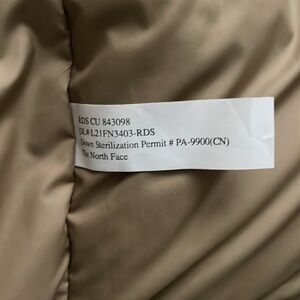 RDS CU 843098
DL# L21FN3403-RDS
Down Sterilization Permit # PA-9900(CN)
The North Face